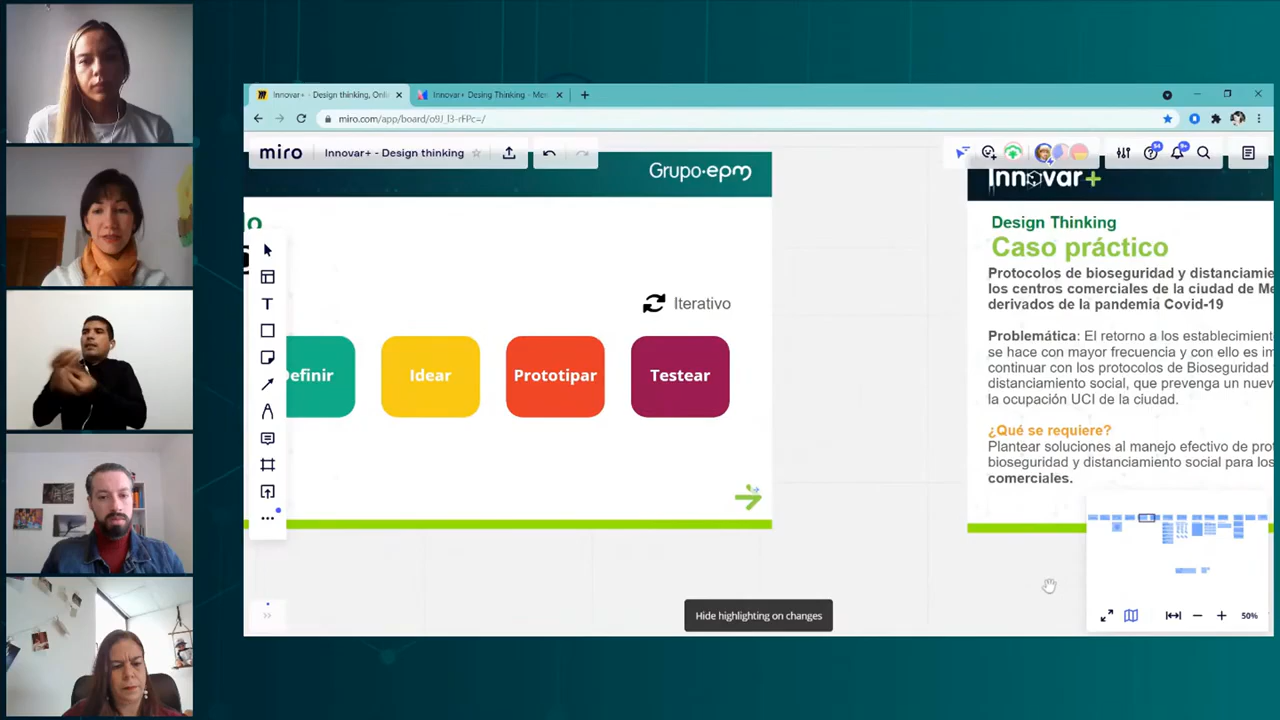 Innovar+ - Design thinking, Onli
Innovar+ Desing Thinking - Me
miro.com/app/board/o9J_l3-rFPc=/
miro
Innovar+ - Design thinking
Grupo·epm
Innovar+
Iterativo
Definir
Idear
Prototipar
Testear
Design Thinking
Caso práctico
Protocolos de bioseguridad y distanciamie
los centros comerciales de la ciudad de Me
derivados de la pandemia Covid-19
Problemática: El retorno a los establecimient
se hace con mayor frecuencia y con ello es im
continuar con los protocolos de Bioseguridad
distanciamiento social, que prevenga un nuev
la ocupación UCI de la ciudad.
¿Qué se requiere?
Plantear soluciones al manejo efectivo de pro
bioseguridad y distanciamiento social para los
comerciales.
Hide highlighting on changes
50%